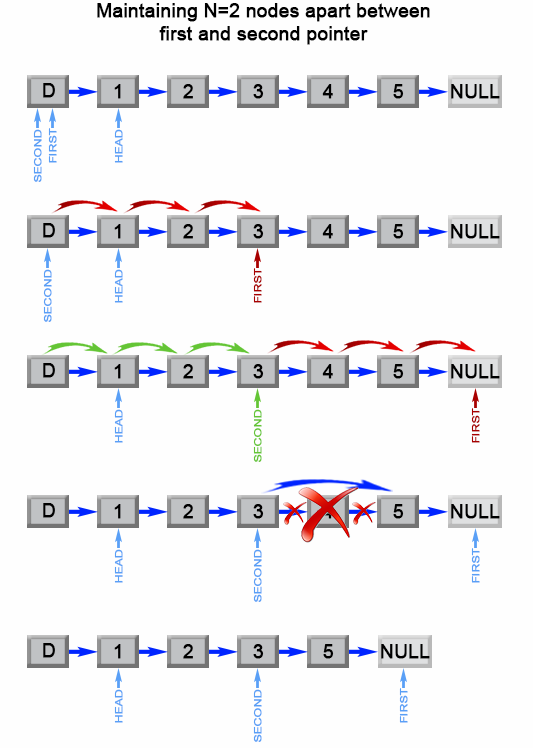 Maintaining N=2 nodes apart between
first and second pointer
D 1 2 3 4 5 NULL
SECOND FIRST HEAD
D 1 2 3 4 5 NULL
SECOND HEAD FIRST
D 1 2 3 4 5 NULL
HEAD SECOND FIRST
D 1 2 3 4 5 NULL
HEAD SECOND FIRST
D 1 2 3 5 NULL
HEAD SECOND FIRST